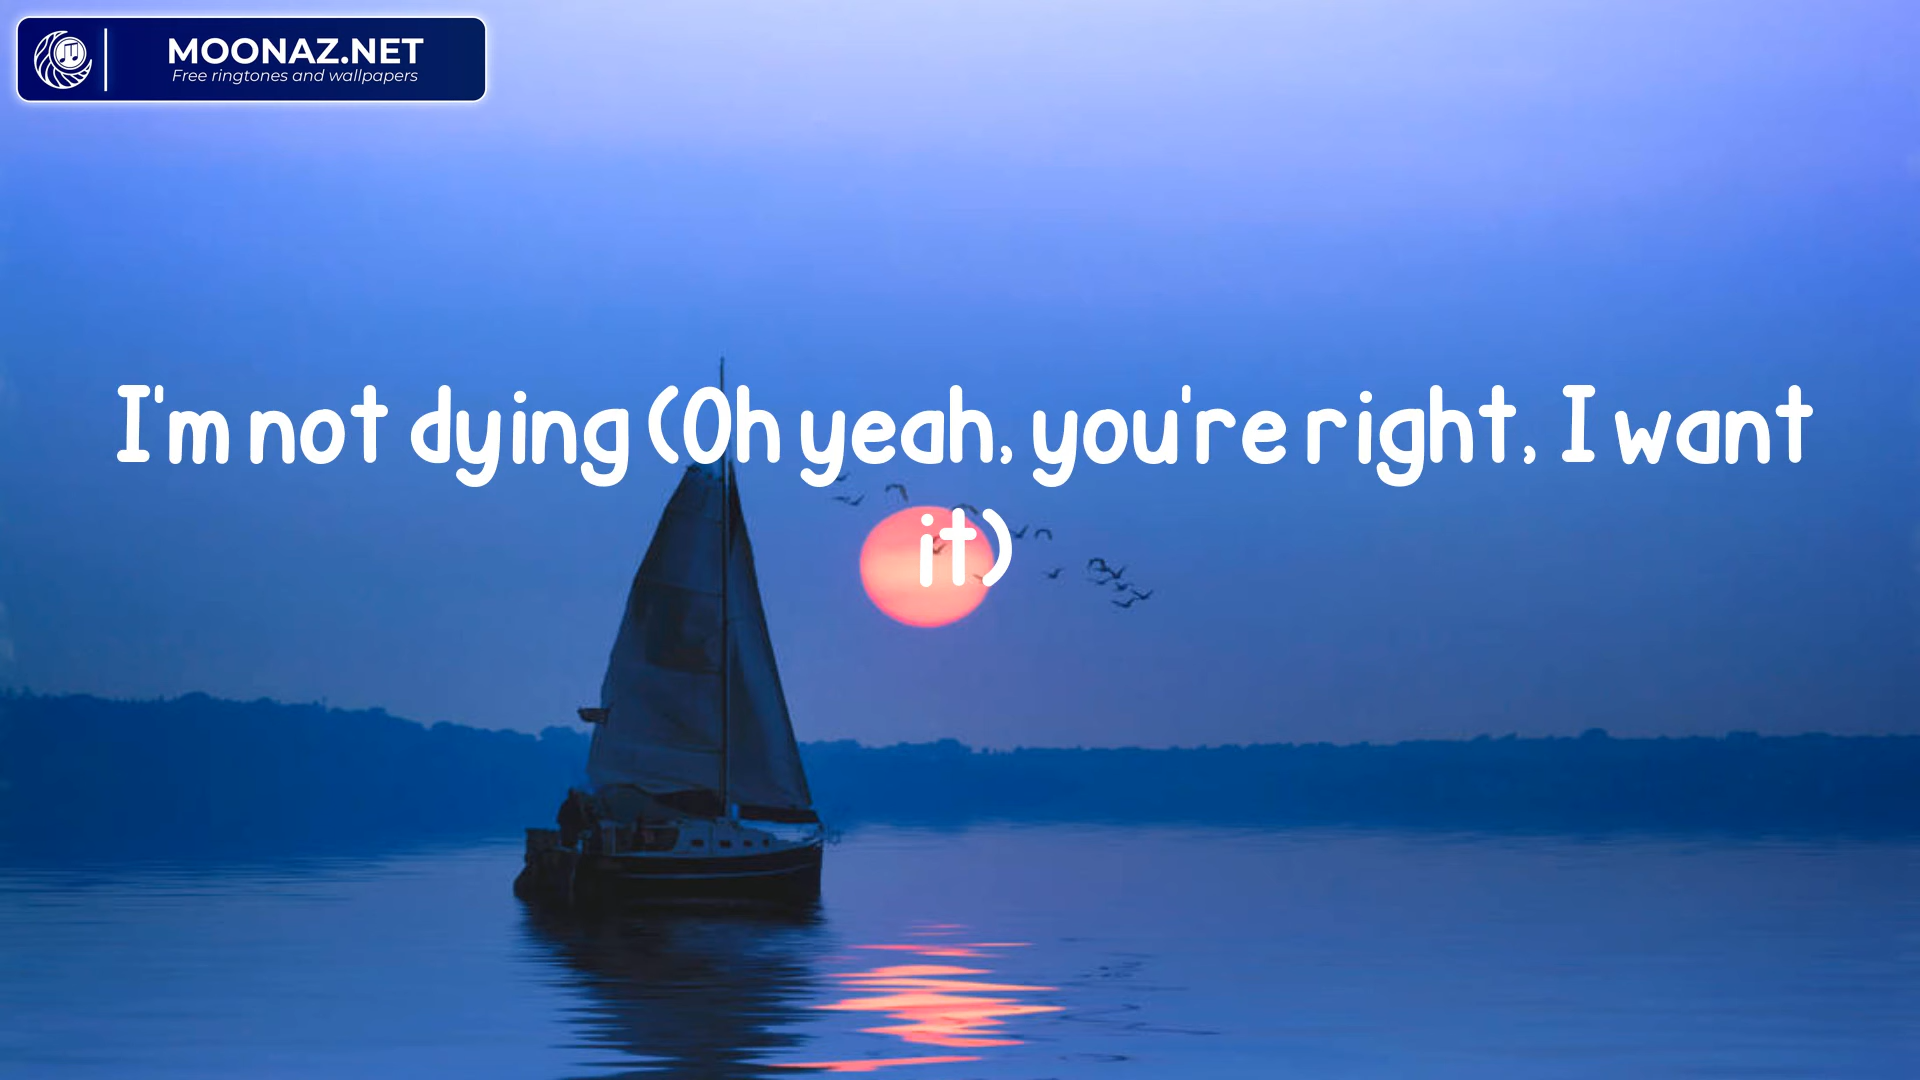 MOONAZ.NET
Free ringtones and wallpapers
I'm not dying (Oh yeah, you're right, I want
it)